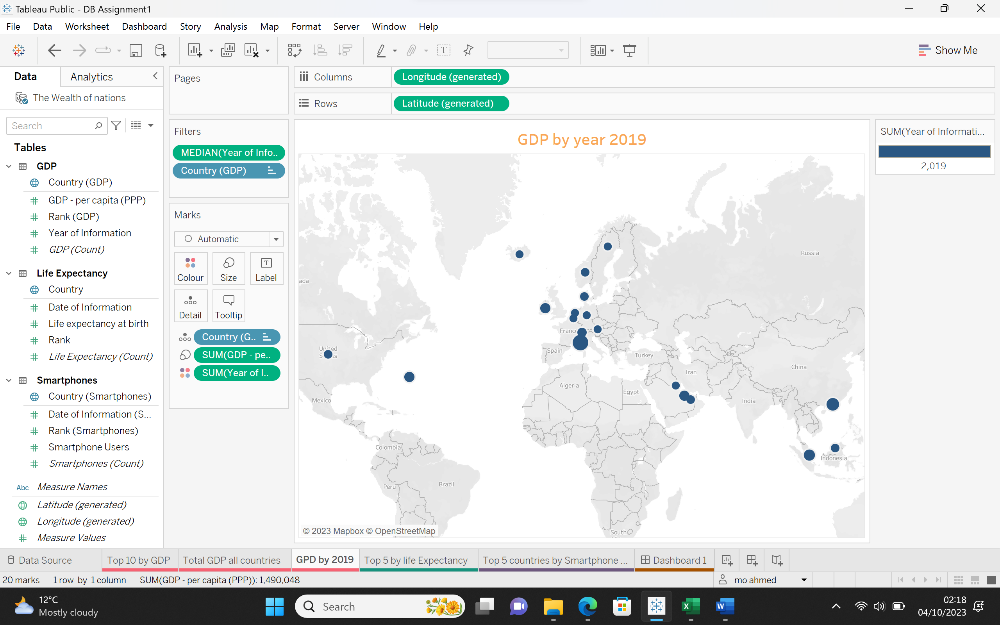 Tableau Public - DB Assignment1
File Data Worksheet Dashboard Story Analysis Map Format Server Window Help
Show Me
Data Analytics
The Wealth of nations
Search
Tables
GDP
Country (GDP)
GDP - per capita (PPP)
Rank (GDP)
Year of Information
GDP (Count)
Life Expectancy
Country
Date of Information
Life expectancy at birth
Rank
Life Expectancy (Count)
Smartphones
Country (Smartphones)
Date of Information (S...
Rank (Smartphones)
Smartphone Users
Smartphones (Count)
Abc Measure Names
Latitude (generated)
Longitude (generated)
Measure Values
Pages
Filters
MEDIAN(Year of Info..
Country (GDP)
Marks
Automatic
Colour Size Label
Detail Tooltip
Country (G..
SUM(GDP - pe..
SUM(Year of I..
Columns Longitude (generated)
Rows Latitude (generated)
GDP by year 2019
Russia
ada
France
United
Spain
Turkey
China
Iran
Algeria
Egypt
Mexico
India
Colombia
Indonesia
Brazil
Peru
South
© 2023 Mapbox © OpenStreetMap
SUM(Year of Informati...
2,019
Data Source Top 10 by GDP Total GDP all countries GPD by 2019 Top 5 by life Expectancy Top 5 countries by Smartphone ... Dashboard 1
20 marks 1 row by 1 column SUM(GDP - per capita (PPP)): 1,490,048 mo ahmed
12°C
Mostly cloudy
Search
02:18
04/10/2023